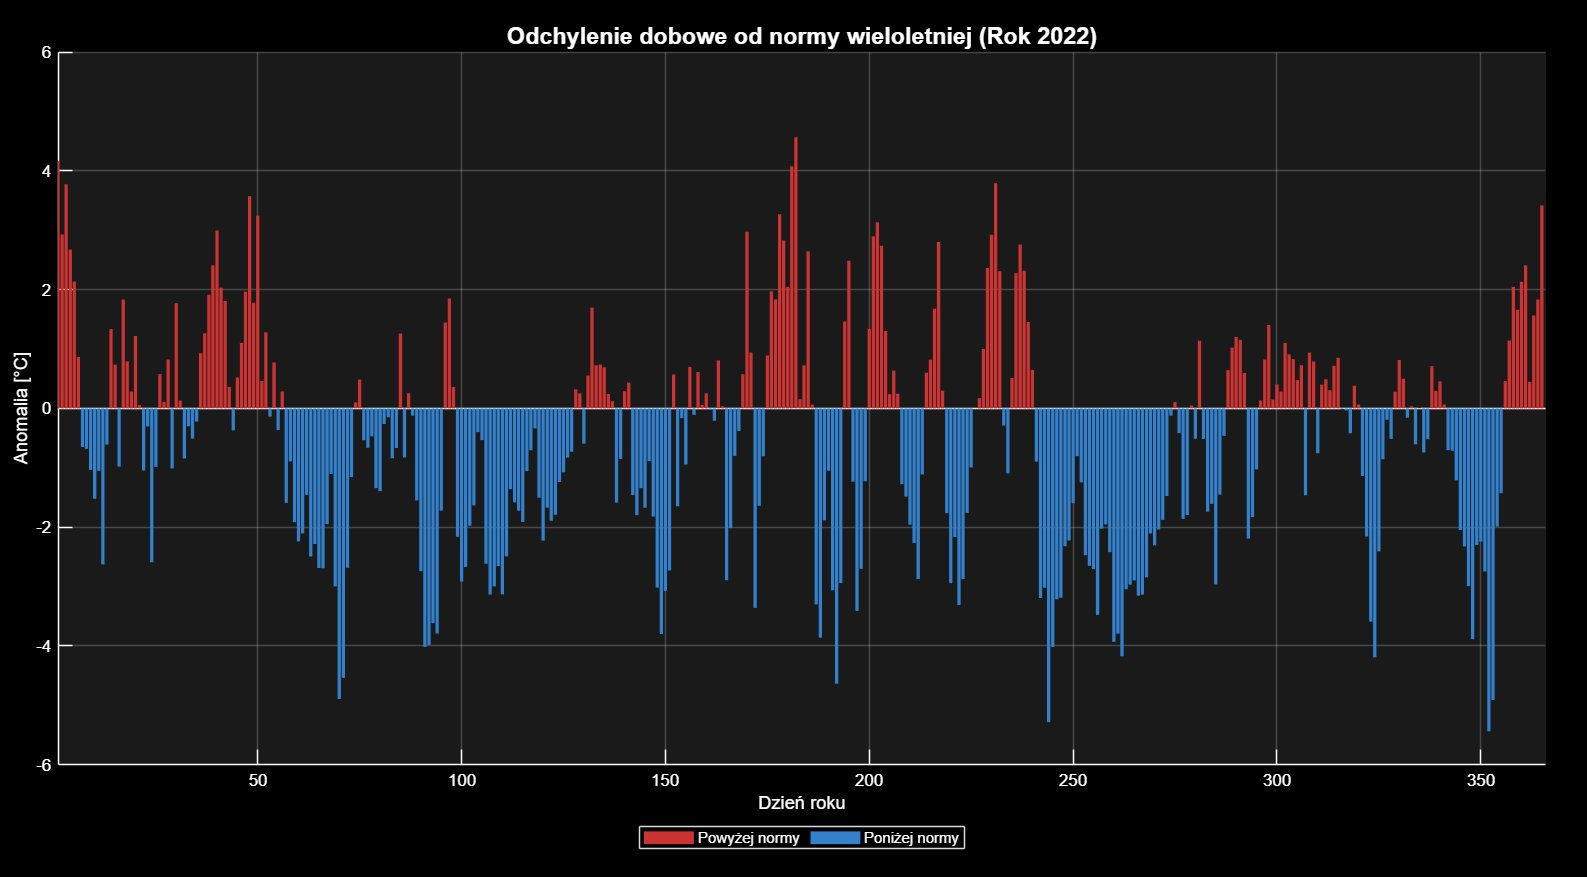 Odchylenie dobowe od normy wieloletniej (Rok 2022)
6
4
2
0
-2
-4
-6
Anomalia [°C]
50 100 150 200 250 300 350
Dzień roku
Powyżej normy Poniżej normy